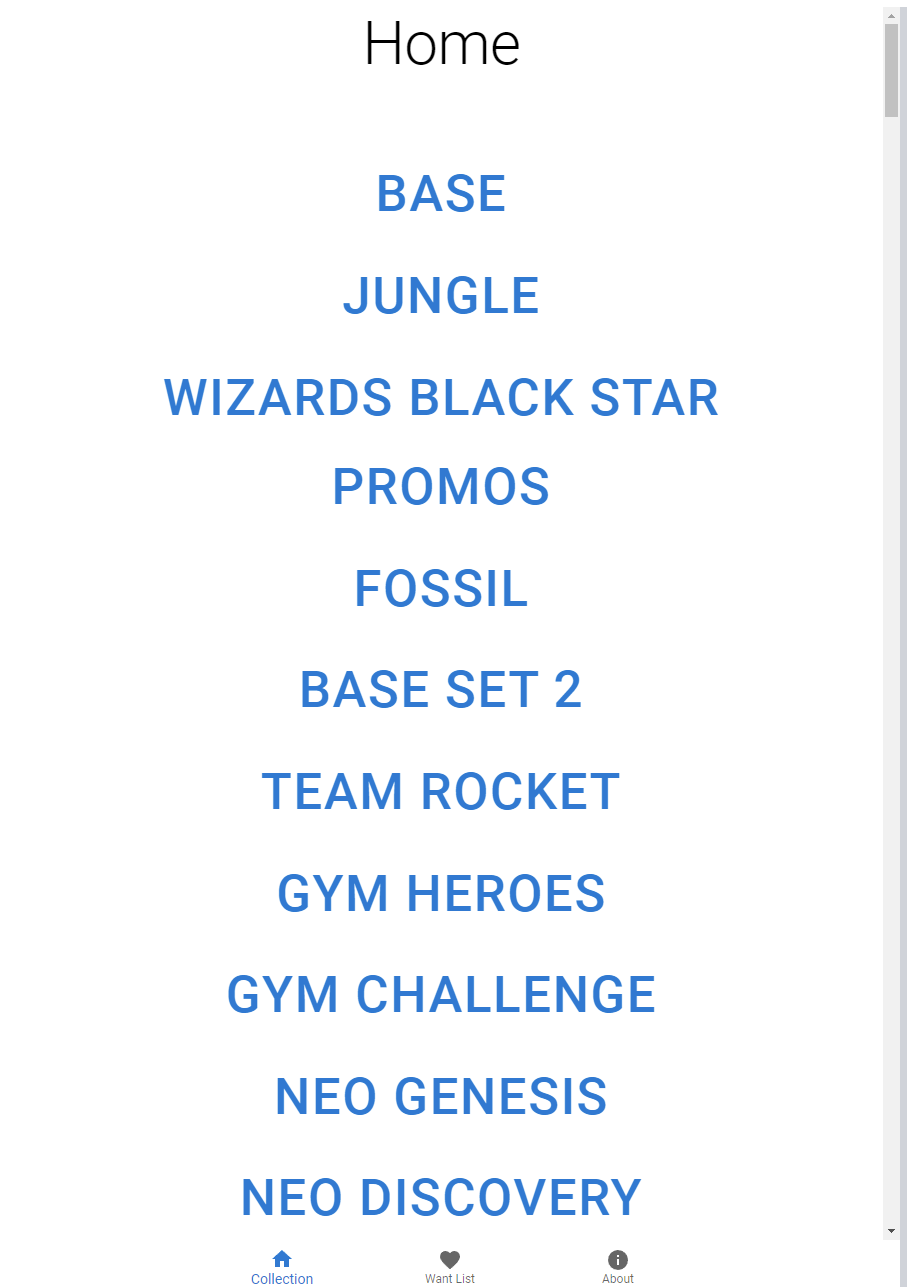 Home
BASE
JUNGLE
WIZARDS BLACK STAR
PROMOS
FOSSIL
BASE SET 2
TEAM ROCKET
GYM HEROES
GYM CHALLENGE
NEO GENESIS
NEO DISCOVERY
Collection
Want List
About